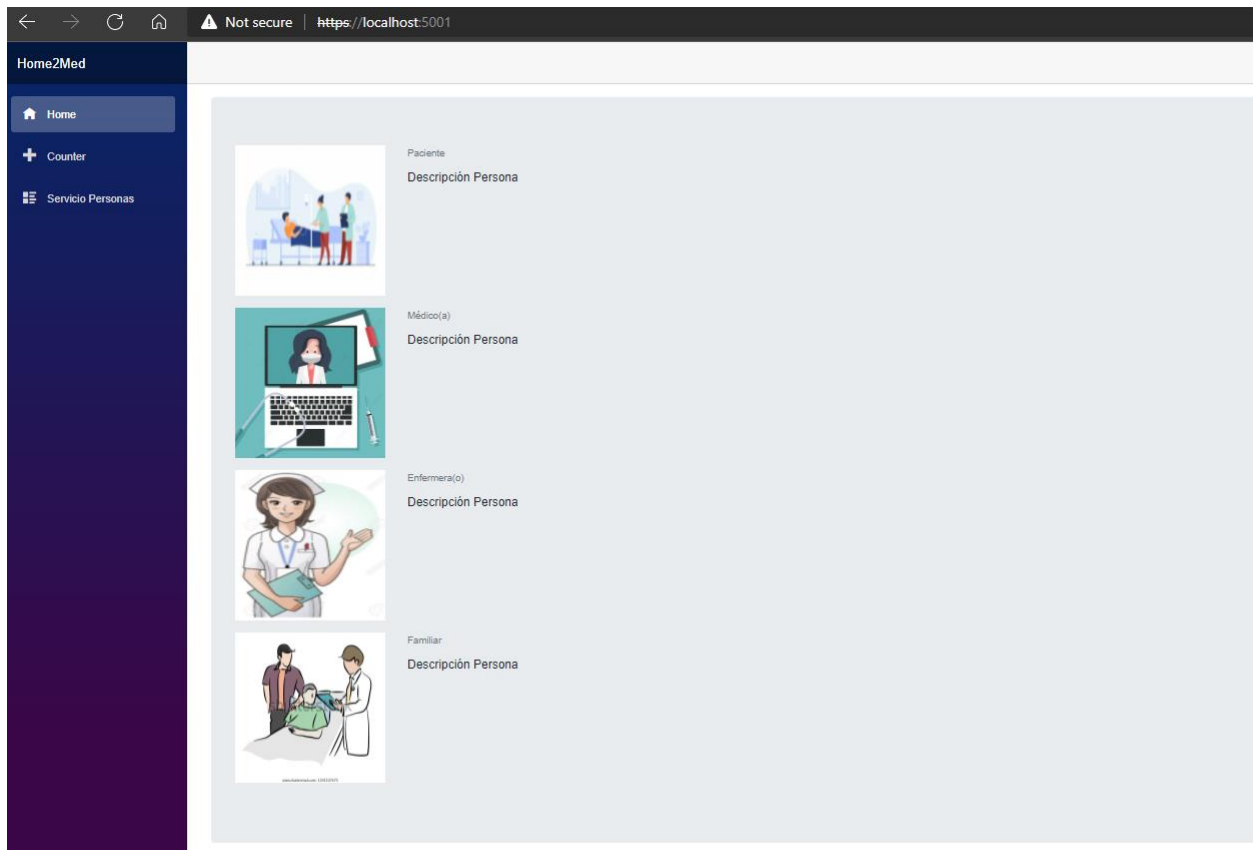 Not secure | https://localhost:5001
Home2Med
Home
Counter
Servicio Personas
Paciente
Descripción Persona
Médico(a)
Descripción Persona
Enfermera(o)
Descripción Persona
Familiar
Descripción Persona